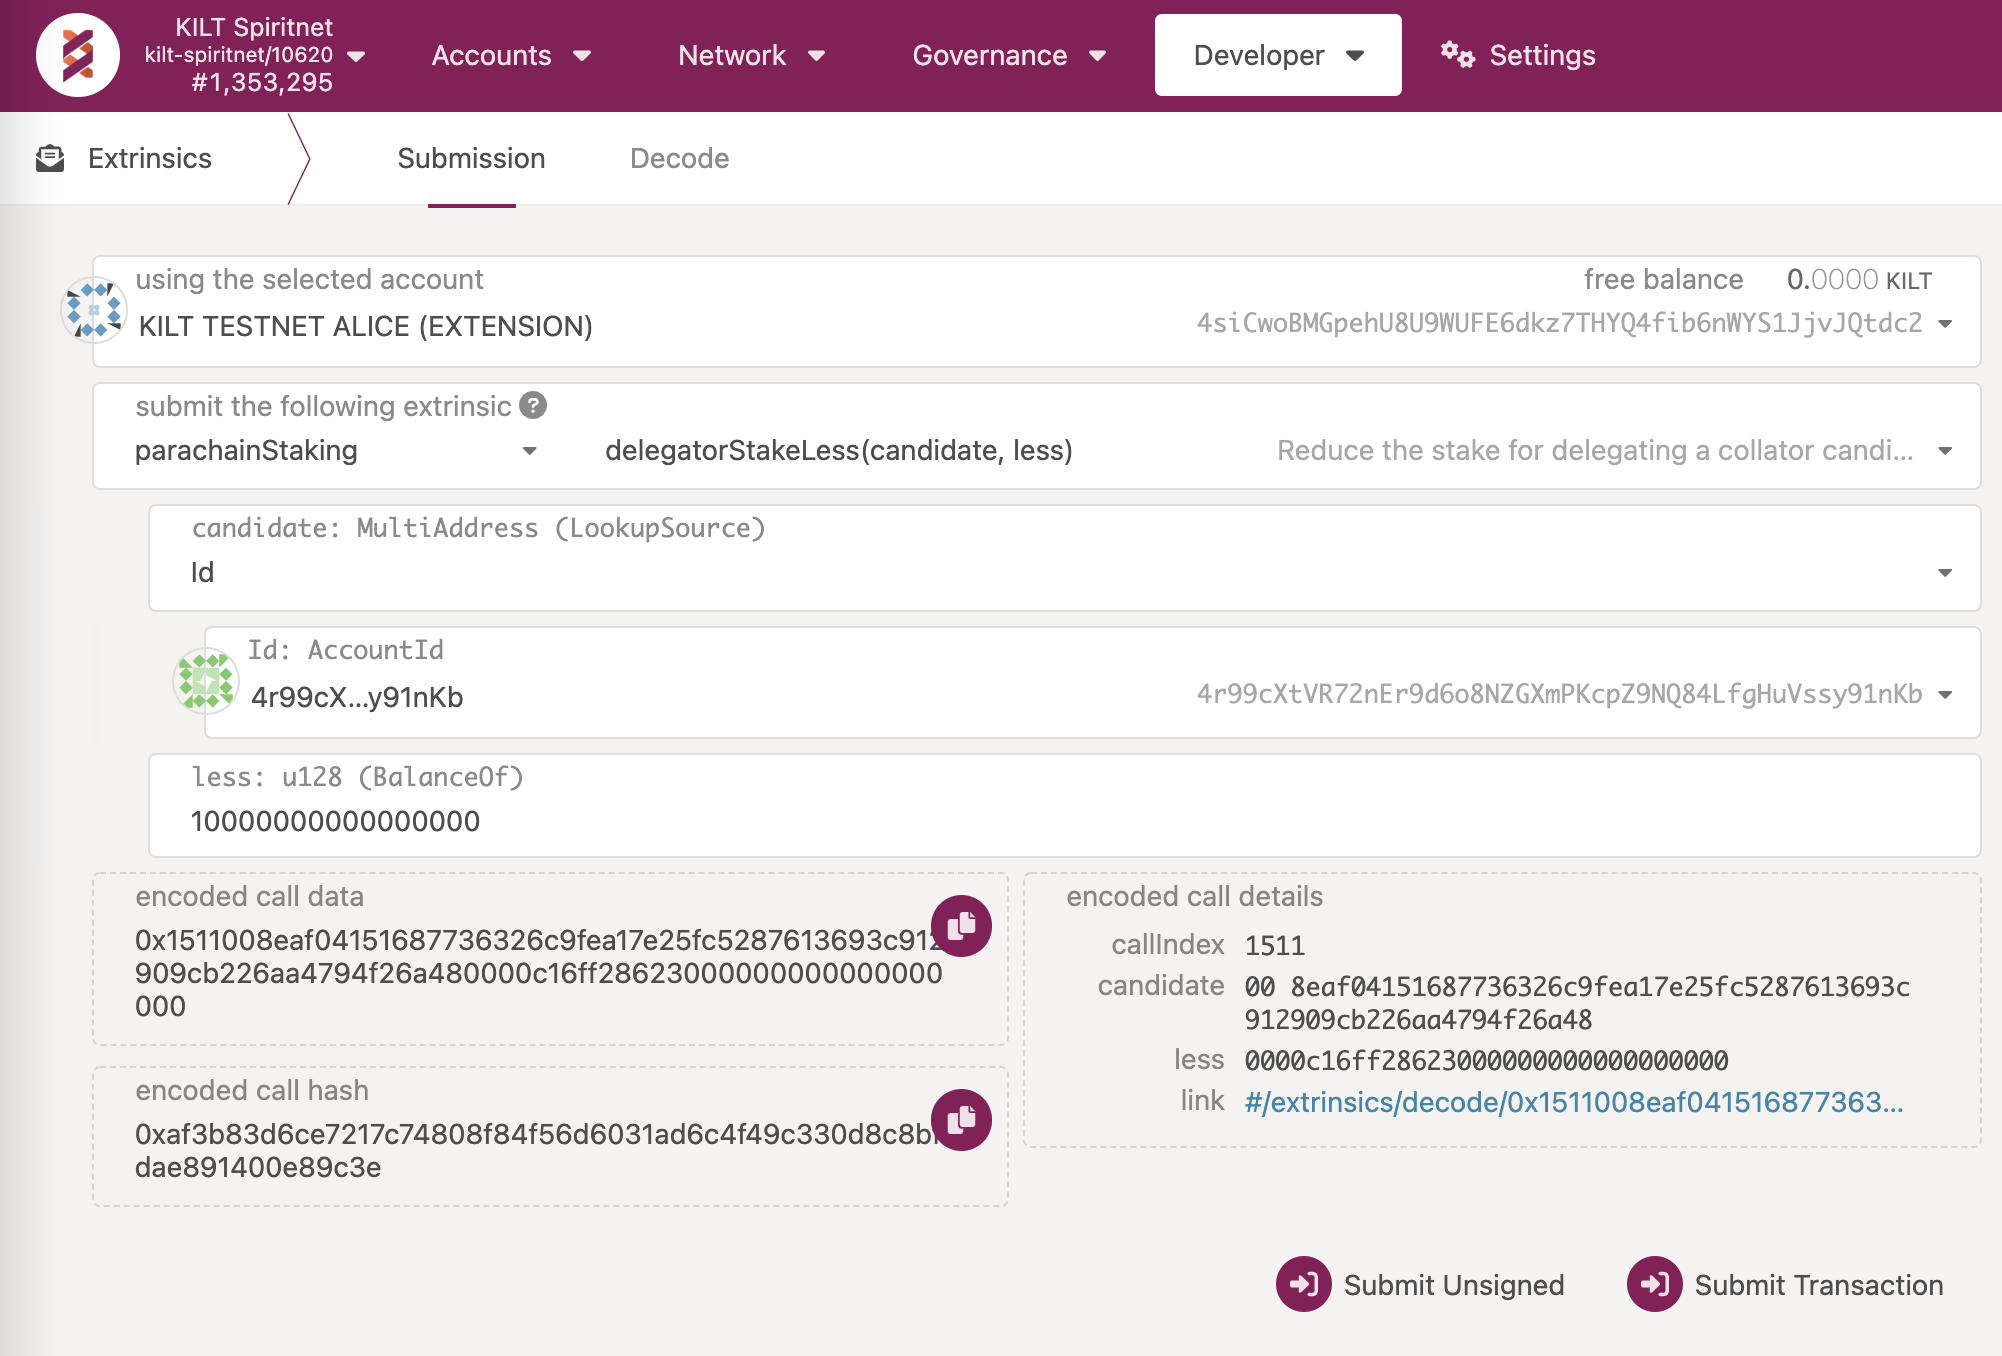 KILT Spiritnet
kilt-spiritnet/10620
#1,353,295
Accounts
Network
Governance
Developer
Settings
Extrinsics
Submission
Decode
using the selected account
free balance 0.0000 KILT
KILT TESTNET ALICE (EXTENSION)
4siCwoBMGpehU8U9WUFE6dkz7THYQ4fib6nWYS1JjvJQtdc2
submit the following extrinsic ?
parachainStaking
delegatorStakeLess(candidate, less)
Reduce the stake for delegating a collator candi...
candidate: MultiAddress (LookupSource)
Id
Id: AccountId
4r99cX...y91nKb
4r99cXtVR72nEr9d6o8NZGXmPKcpZ9NQ84LfgHuVssy91nKb
less: u128 (BalanceOf)
10000000000000000
encoded call data
0x1511008eaf04151687736326c9fea17e25fc5287613693c912
909cb226aa4794f26a480000c16ff28623000000000000000000
000
encoded call hash
0xaf3b83d6ce7217c74808f84f56d6031ad6c4f49c330d8c8b
dae891400e89c3e
encoded call details
callIndex 1511
candidate 00 8eaf04151687736326c9fea17e25fc5287613693c
912909cb226aa4794f26a48
less 0000c16ff28623000000000000000000
link #/extrinsics/decode/0x1511008eaf041516877363...
Submit Unsigned
Submit Transaction